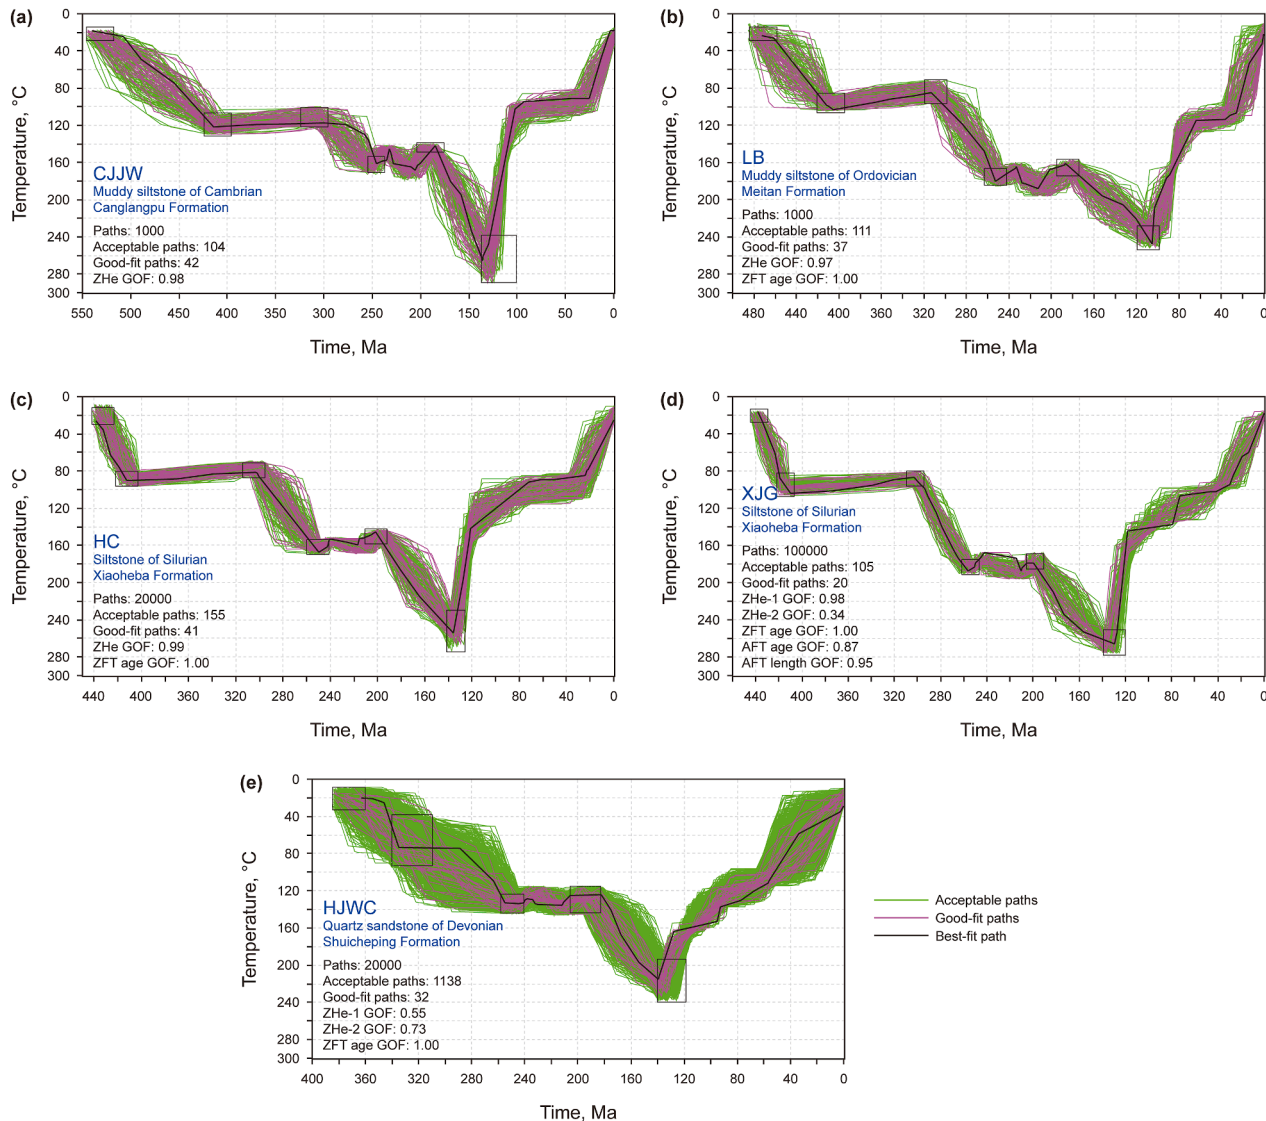 (a)
0
40
80
120
160
200
240
280
300
Temperature, °C
CJJW
Muddy siltstone of Cambrian
Canglangpu Formation
Paths: 1000
Acceptable paths: 104
Good-fit paths: 42
ZHe GOF: 0.98
550 500 450 400 350 300 250 200 150 100 50 0
Time, Ma
(b)
0
40
80
120
160
200
240
280
300
Temperature, °C
LB
Muddy siltstone of Ordovician
Meitan Formation
Paths: 1000
Acceptable paths: 111
Good-fit paths: 37
ZHe GOF: 0.97
ZFT age GOF: 1.00
480 440 400 360 320 280 240 200 160 120 80 40 0
Time, Ma
(c)
0
40
80
120
160
200
240
280
300
Temperature, °C
HC
Siltstone of Silurian
Xiaoheba Formation
Paths: 20000
Acceptable paths: 155
Good-fit paths: 41
ZHe GOF: 0.99
ZFT age GOF: 1.00
440 400 360 320 280 240 200 160 120 80 40 0
Time, Ma
(d)
0
40
80
120
160
200
240
280
300
Temperature, °C
XJG
Siltstone of Silurian
Xiaoheba Formation
Paths: 100000
Acceptable paths: 105
Good-fit paths: 20
ZHe-1 GOF: 0.98
ZHe-2 GOF: 0.34
ZFT age GOF: 1.00
AFT age GOF: 0.87
AFT length GOF: 0.95
440 400 360 320 280 240 200 160 120 80 40 0
Time, Ma
(e)
0
40
80
120
160
200
240
280
300
Temperature, °C
HJWC
Quartz sandstone of Devonian
Shuicheping Formation
Paths: 20000
Acceptable paths: 1138
Good-fit paths: 32
ZHe-1 GOF: 0.55
ZHe-2 GOF: 0.73
ZFT age GOF: 1.00
400 360 320 280 240 200 160 120 80 40 0
Time, Ma
Acceptable paths
Good-fit paths
Best-fit path